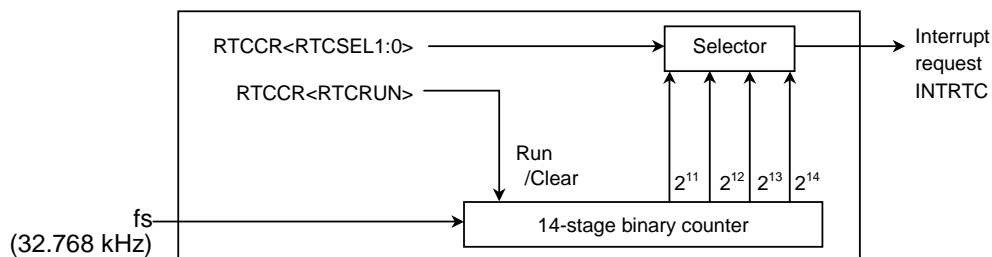 RTCCR<RTCSEL1:0>
Selector
Interrupt
request
INTRTC
RTCCR<RTCRUN>
Run
/Clear
2¹¹ 2¹² 2¹³ 2¹⁴
fs
(32.768 kHz)
14-stage binary counter